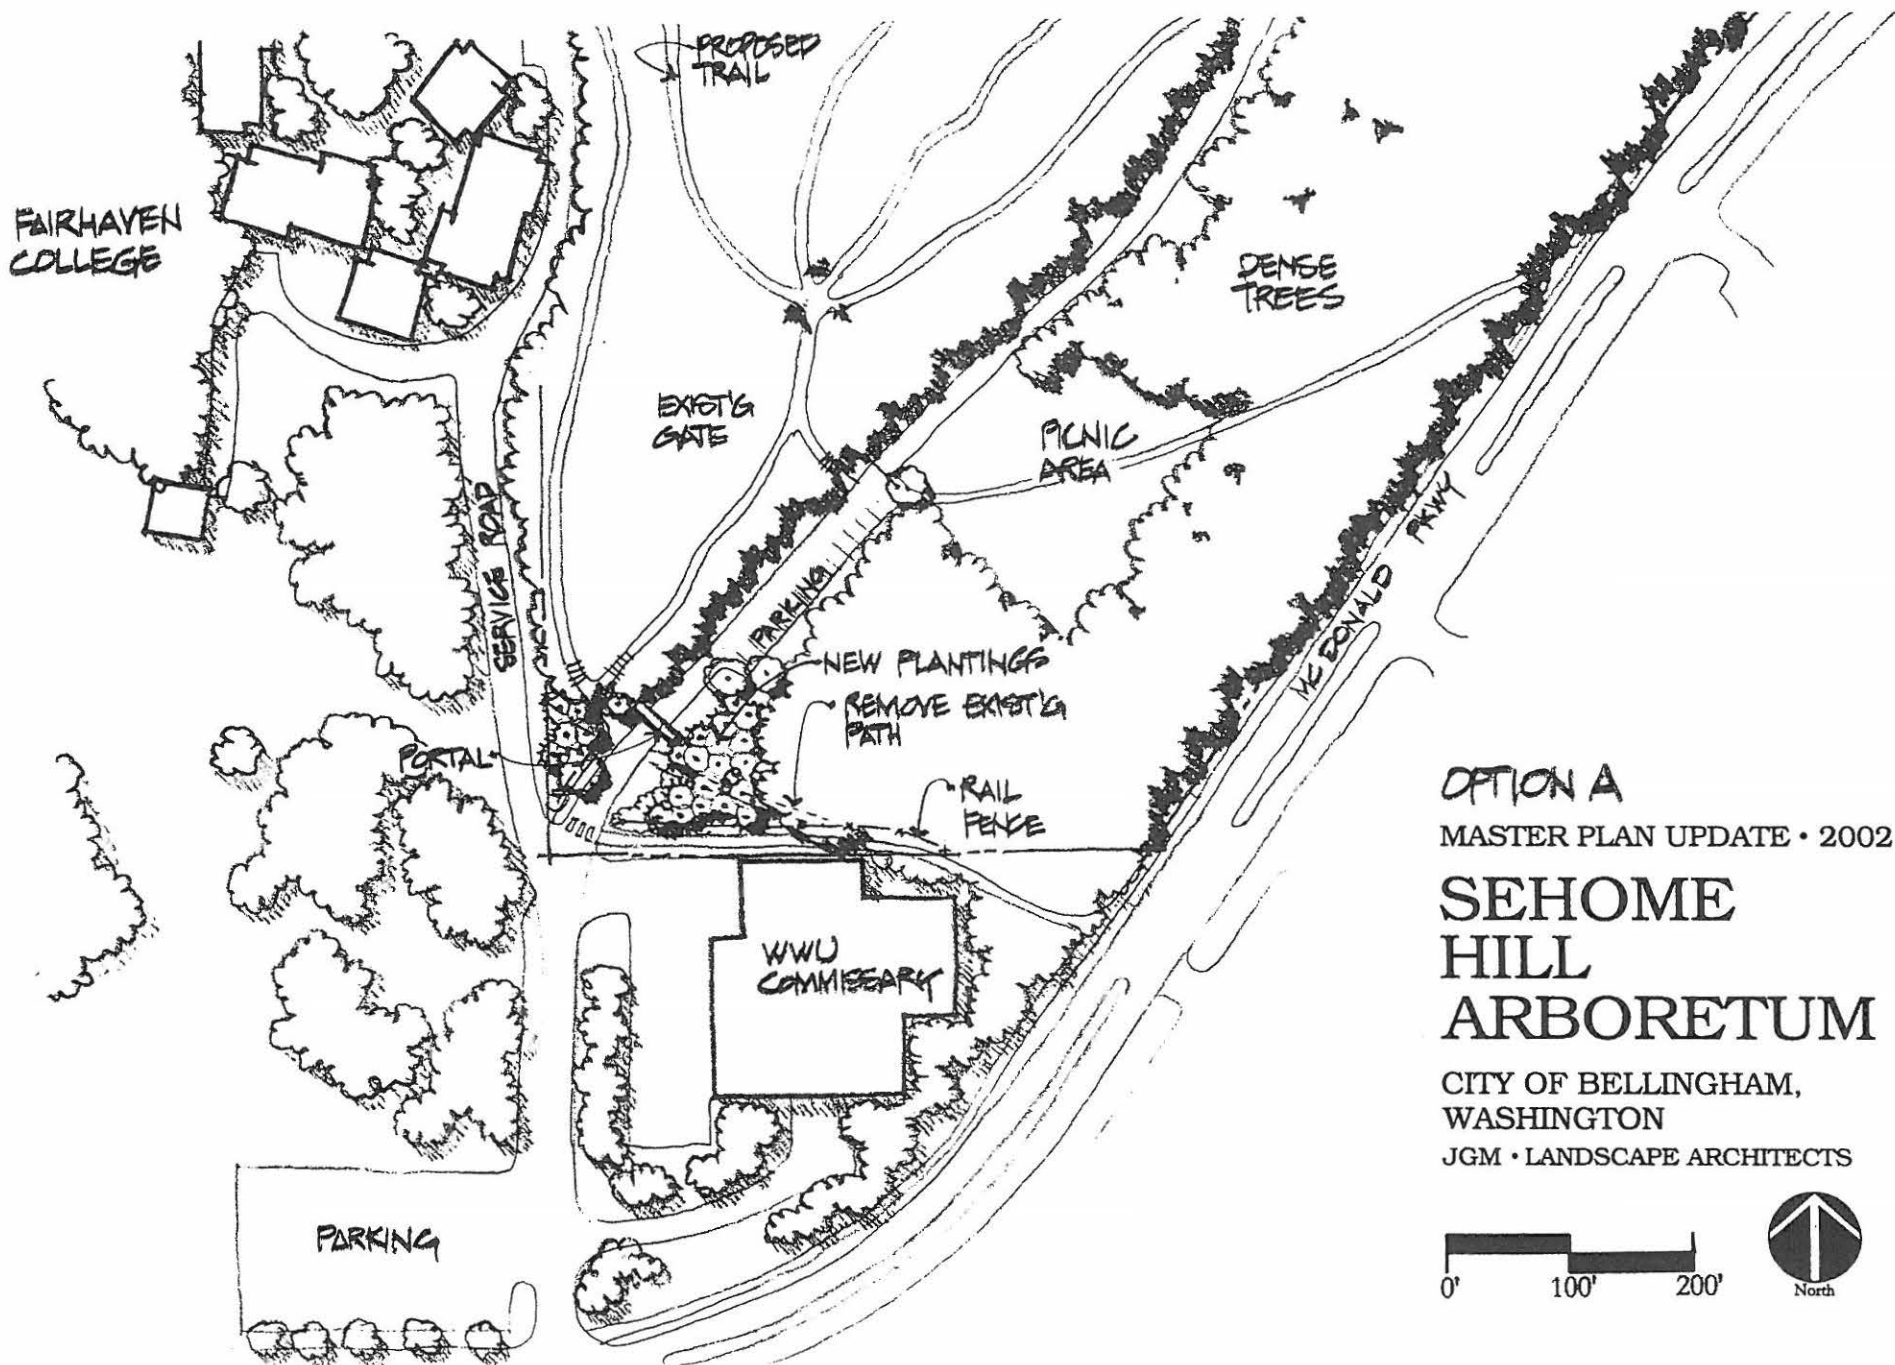 PROPOSED
TRAIL
FAIRHAVEN
COLLEGE
DENSE
TREES
EXIST'G
GATE
PICNIC
AREA
SERVICE ROAD
PARKING
MCDONALD PKWY
NEW PLANTINGS
REMOVE EXIST'G
PATH
PORTAL
RAIL
FENCE
WWU
COMMISSARY
PARKING
OPTION A
MASTER PLAN UPDATE • 2002
SEHOME
HILL
ARBORETUM
CITY OF BELLINGHAM,
WASHINGTON
JGM • LANDSCAPE ARCHITECTS
0' 100' 200'
North